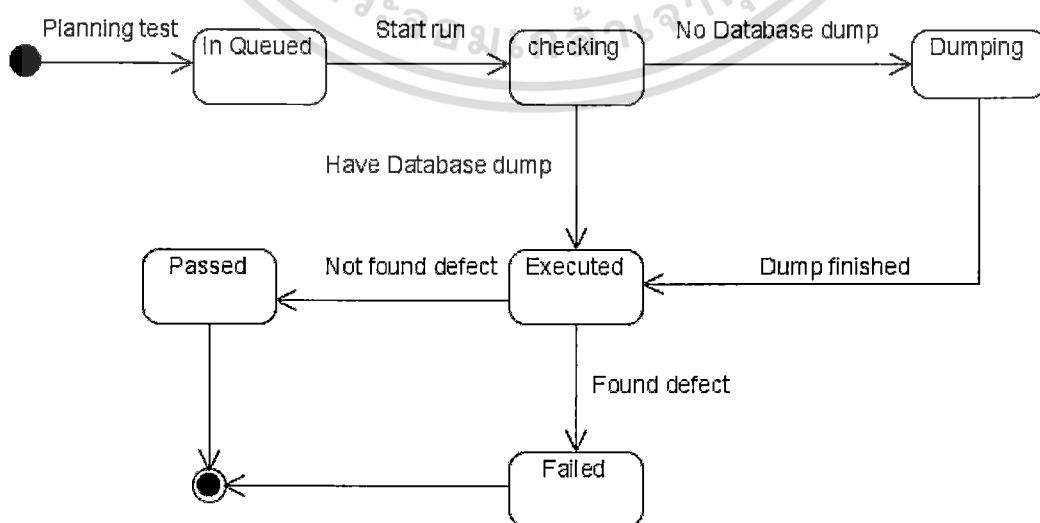 Planning test
In Queued
Start run
checking
No Database dump
Dumping
Have Database dump
Passed
Not found defect
Executed
Dump finished
Found defect
Failed